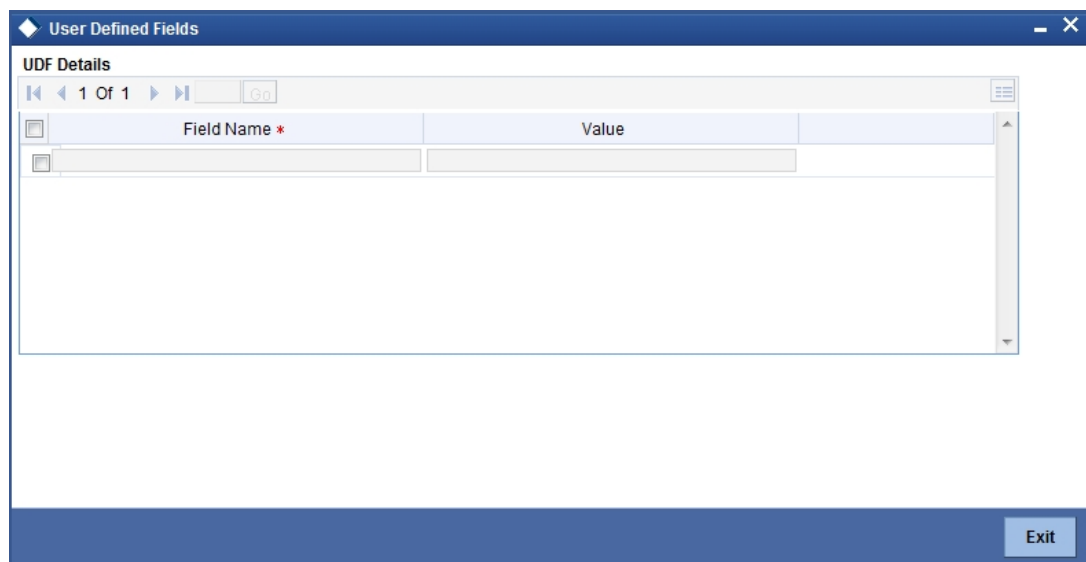 User Defined Fields
UDF Details
1 Of 1 Go
Field Name * Value
Exit